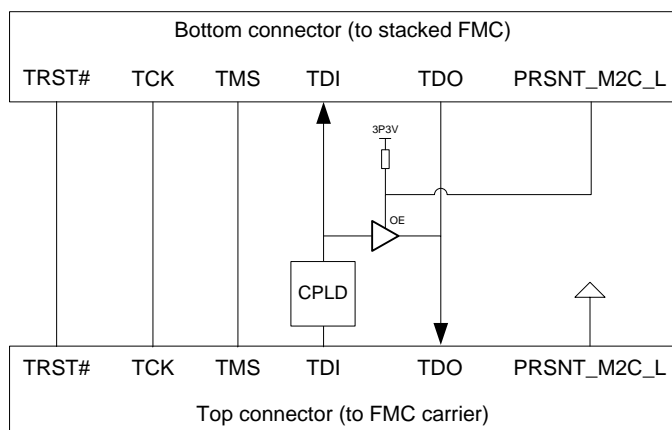 Bottom connector (to stacked FMC)
TRST# TCK TMS TDI TDO PRSNT_M2C_L
3P3V
OE
CPLD
TRST# TCK TMS TDI TDO PRSNT_M2C_L
Top connector (to FMC carrier)